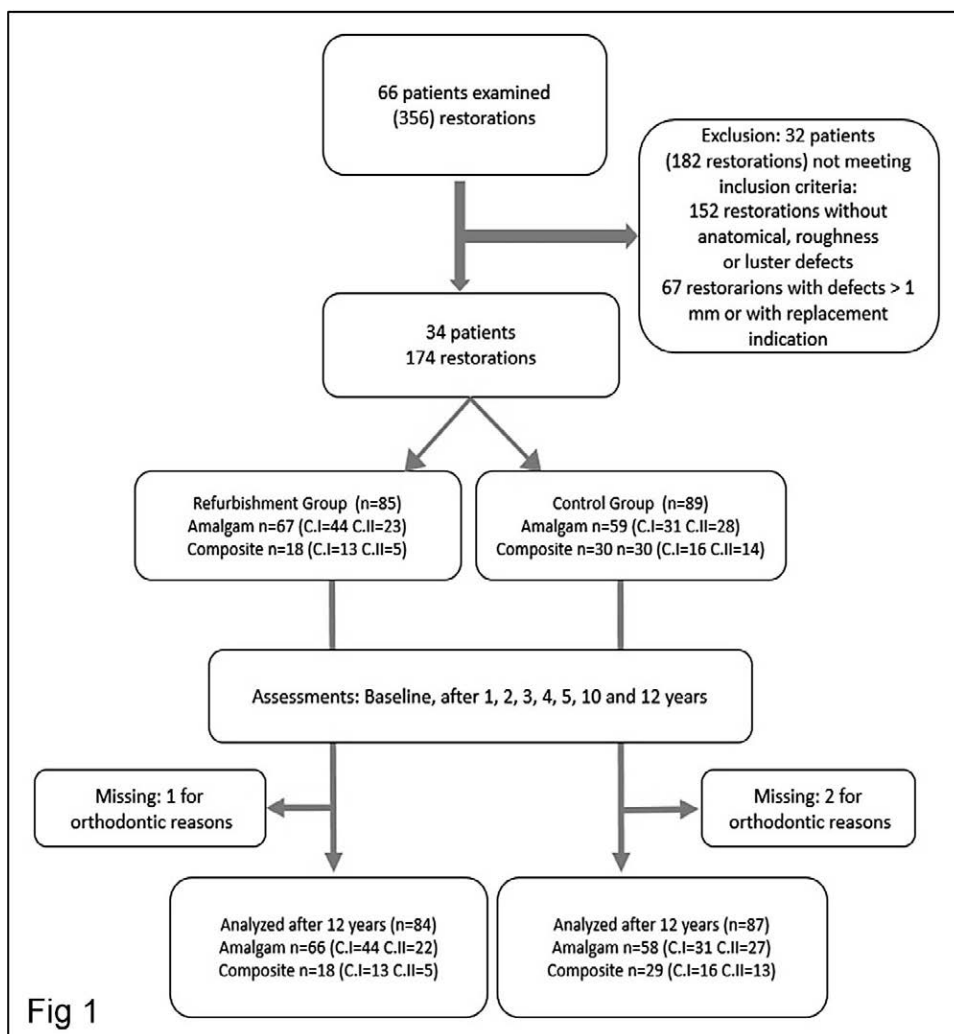 66 patients examined
(356) restorations
Exclusion: 32 patients
(182 restorations) not meeting
inclusion criteria:
152 restorations without
anatomical, roughness
or luster defects
67 restorarions with defects > 1
mm or with replacement
indication
34 patients
174 restorations
Refurbishment Group (n=85)
Amalgam n=67 (C.I=44 C.II=23)
Composite n=18 (C.I=13 C.II=5)
Control Group (n=89)
Amalgam n=59 (C.I=31 C.II=28)
Composite n=30 n=30 (C.I=16 C.II=14)
Assessments: Baseline, after 1, 2, 3, 4, 5, 10 and 12 years
Missing: 1 for
orthodontic reasons
Missing: 2 for
orthodontic reasons
Analyzed after 12 years (n=84)
Amalgam n=66 (C.I=44 C.II=22)
Composite n=18 (C.I=13 C.II=5)
Analyzed after 12 years (n=87)
Amalgam n=58 (C.I=31 C.II=27)
Composite n=29 (C.I=16 C.II=13)
Fig 1